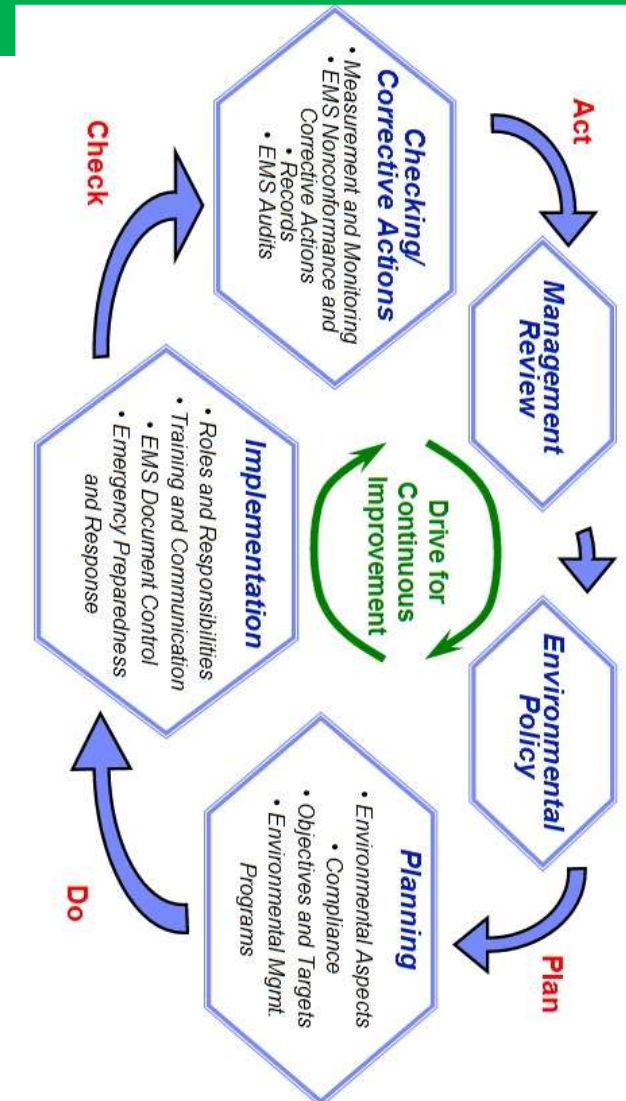 Act
Management
Review
Environmental
Policy
Plan
Checking/
Corrective Actions
• Measurement and Monitoring
• EMS Nonconformance and
Corrective Actions
• Records
• EMS Audits
Drive for
Continuous
Improvement
Planning
• Environmental Aspects
• Compliance
• Objectives and Targets
• Environmental Mgmt.
Programs
Check
Implementation
• Roles and Responsibilities
• Training and Communication
• EMS Document Control
• Emergency Preparedness
and Response
Do